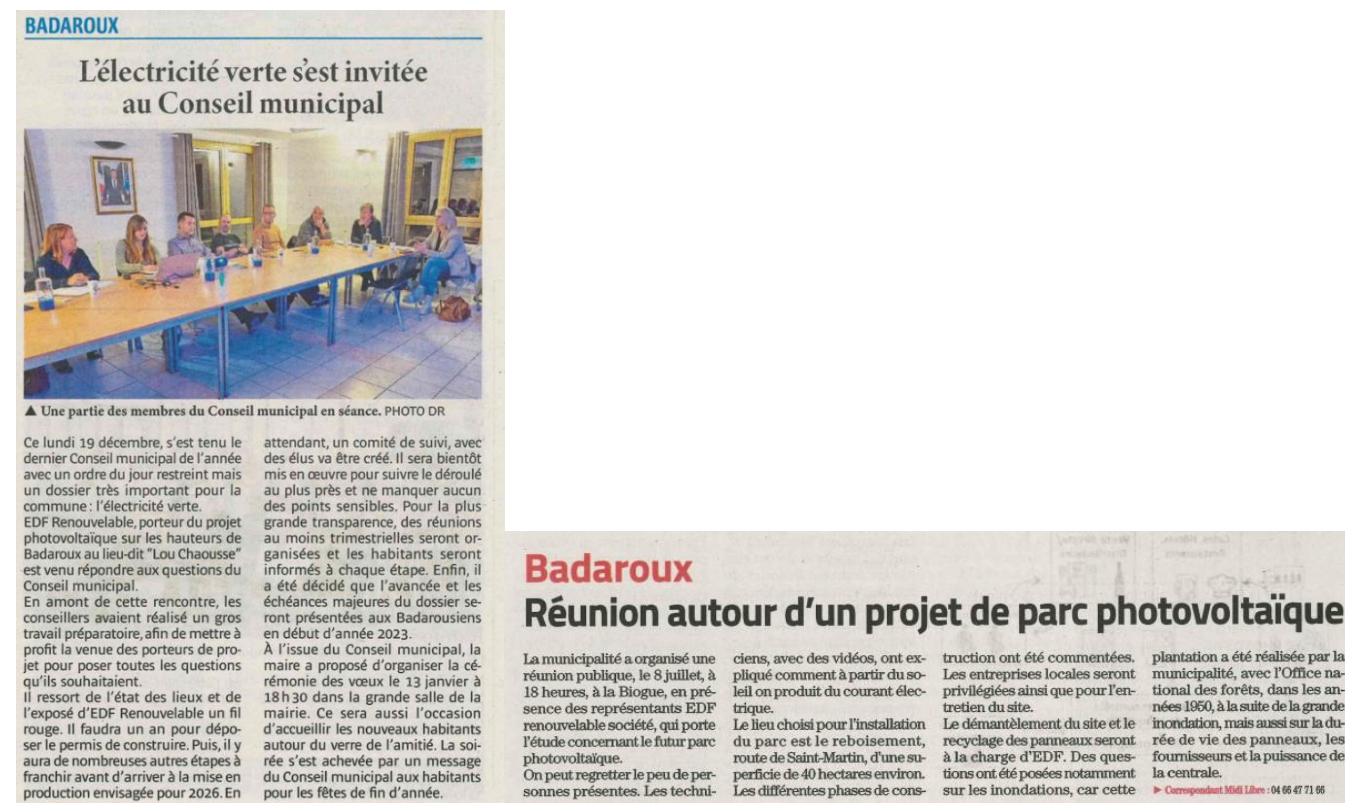 BADAROUX
L'électricité verte s'est invitée
au Conseil municipal
▲ Une partie des membres du Conseil municipal en séance. PHOTO DR
Ce lundi 19 décembre, s'est tenu le
dernier Conseil municipal de l'année
avec un ordre du jour restreint mais
un dossier très important pour la
commune : l'électricité verte.
EDF Renouvelable, porteur du projet
photovoltaïque sur les hauteurs de
Badaroux au lieu-dit "Lou Chaousse"
est venu répondre aux questions du
Conseil municipal.
En amont de cette rencontre, les
conseillers avaient réalisé un gros
travail préparatoire, afin de mettre à
profit la venue des porteurs de pro-
jet pour poser toutes les questions
qu'ils souhaitaient.
Il ressort de l'état des lieux et de
l'exposé d'EDF Renouvelable un fil
rouge. Il faudra un an pour dépo-
ser le permis de construire. Puis, il y
aura de nombreuses autres étapes à
franchir avant d'arriver à la mise en
production envisagée pour 2026. En
attendant, un comité de suivi, avec
des élus va être créé. Il sera bientôt
mis en œuvre pour suivre le déroulé
au plus près et ne manquer aucun
des points sensibles. Pour la plus
grande transparence, des réunions
au moins trimestrielles seront or-
ganisées et les habitants seront
informés à chaque étape. Enfin, il
a été décidé que l'avancée et les
échéances majeures du dossier se-
ront présentées aux Badarousiens
en début d'année 2023.
À l'issue du Conseil municipal, la
maire a proposé d'organiser la cé-
rémonie des vœux le 13 janvier à
18 h 30 dans la grande salle de la
mairie. Ce sera aussi l'occasion
d'accueillir les nouveaux habitants
autour du verre de l'amitié. La soi-
rée s'est achevée par un message
du Conseil municipal aux habitants
pour les fêtes de fin d'année.
Badaroux
Réunion autour d'un projet de parc photovoltaïque
La municipalité a organisé une
réunion publique, le 8 juillet, à
18 heures, à la Biogue, en pré-
sence des représentants EDF
renouvelable société, qui porte
l'étude concernant le futur parc
photovoltaïque.
On peut regretter le peu de per-
sonnes présentes. Les techni-
ciens, avec des vidéos, ont ex-
pliqué comment à partir du so-
leil on produit du courant élec-
trique.
Le lieu choisi pour l'installation
du parc est le reboisement,
route de Saint-Martin, d'une su-
perficie de 40 hectares environ.
Les différentes phases de cons-
truction ont été commentées.
Les entreprises locales seront
privilégiées ainsi que pour l'en-
tretien du site.
Le démantèlement du site et le
recyclage des panneaux seront
à la charge d'EDF. Des ques-
tions ont été posées notamment
sur les inondations, car cette
plantation a été réalisée par la
municipalité, avec l'Office na-
tional des forêts, dans les an-
nées 1950, à la suite de la grande
inondation, mais aussi sur la du-
rée de vie des panneaux, les
fournisseurs et la puissance de
la centrale.
► Correspondant Midi Libre : 04 66 47 71 66